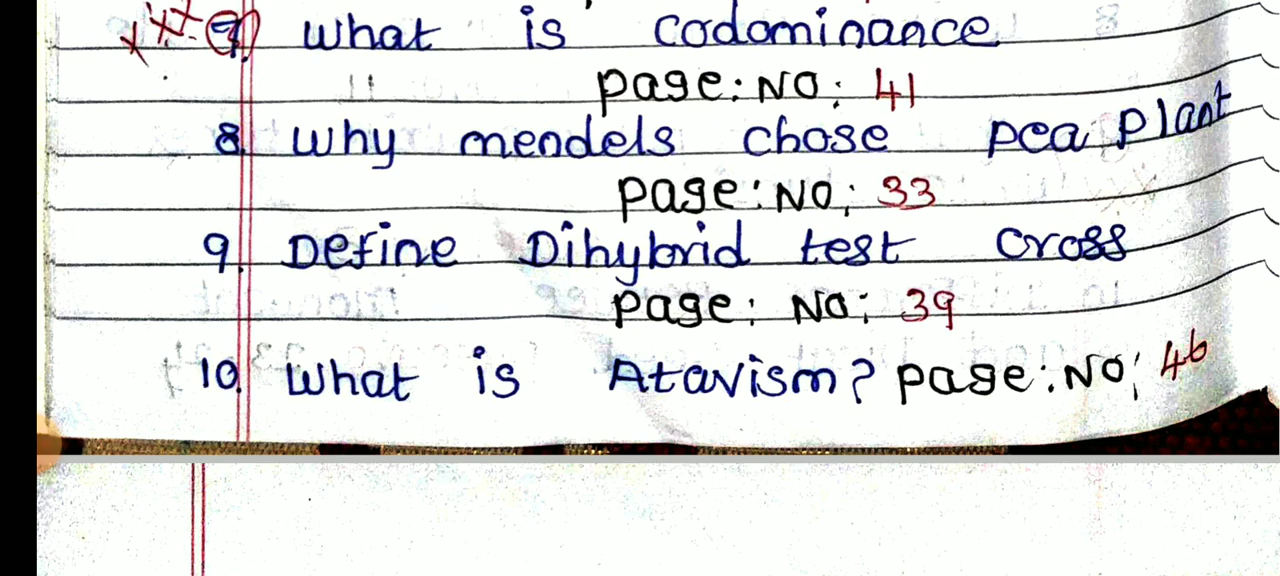 xxx 7) what is codominance
page: NO: 41
8. why mendels chose pea plant
page: NO: 33
9. Define Dihybrid test cross
page: NO: 39
10. What is Atavism? page: NO: 46